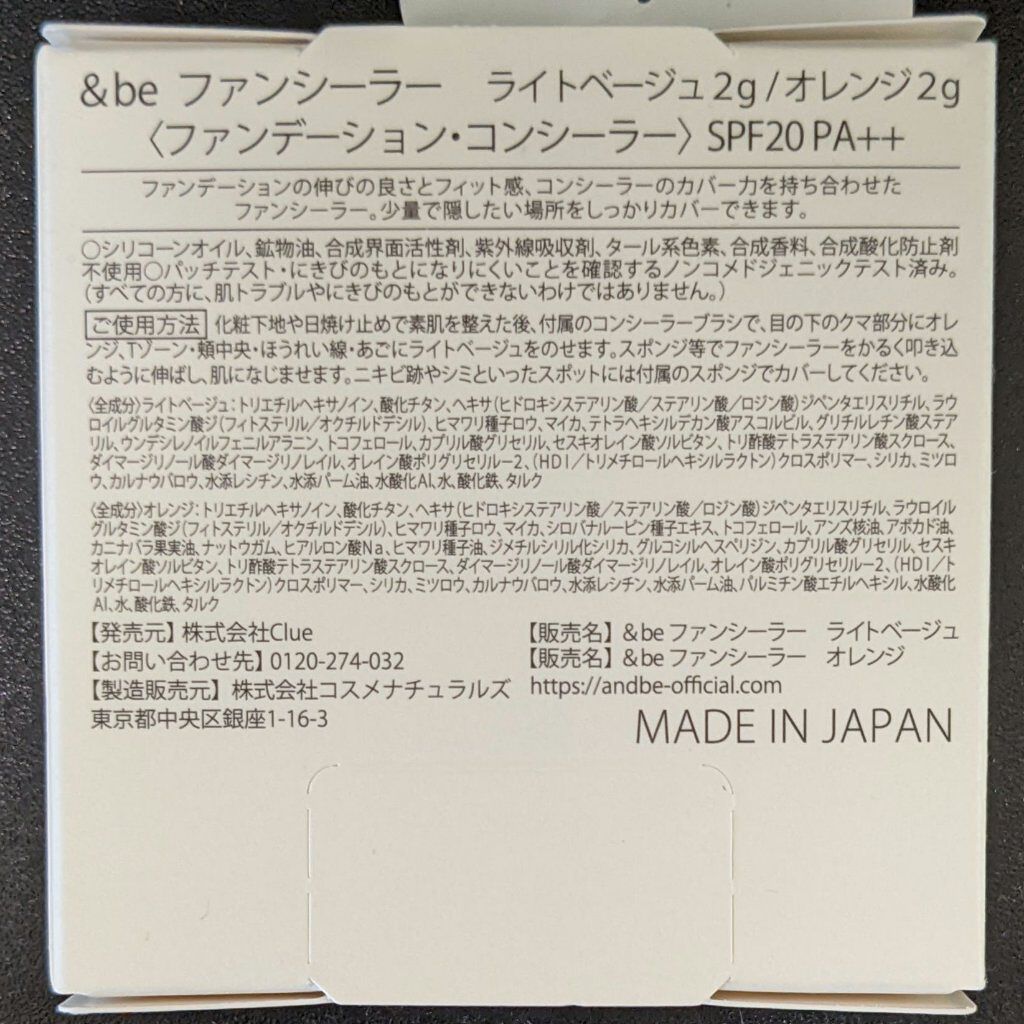 &be ファンシーラー　ライトベージュ2g/オレンジ2g
〈ファンデーション・コンシーラー〉SPF20 PA++
ファンデーションの伸びの良さとフィット感、コンシーラーのカバー力を持ち合わせた
ファンシーラー。少量で隠したい場所をしっかりカバーできます。
○シリコーンオイル、鉱物油、合成界面活性剤、紫外線吸収剤、タール系色素、合成香料、合成酸化防止剤
不使用○パッチテスト・にきびのもとになりにくいことを確認するノンコメドジェニックテスト済み。
(すべての方に、肌トラブルやにきびのもとができないわけではありません。)
ご使用方法 化粧下地や日焼け止めで素肌を整えた後、付属のコンシーラーブラシで、目の下のクマ部分にオレ
ンジ、Tゾーン・頬中央・ほうれい線・あごにライトベージュをのせます。スポンジ等でファンシーラーをかるく叩き込
むように伸ばし、肌になじませます。ニキビ跡やシミといったスポットには付属のスポンジでカバーしてください。
〈全成分〉ライトベージュ：トリエチルヘキサノイン、酸化チタン、ヘキサ(ヒドロキシステアリン酸／ステアリン酸／ロジン酸)ジペンタエリスリチル、ラウ
ロイルグルタミン酸ジ(フィトステリル／オクチルドデシル)、ヒマワリ種子ロウ、マイカ、テトラヘキシルデカン酸アスコルビル、グリチルレチン酸ステア
リル、ウンデシレノイルフェニルアラニン、トコフェロール、カプリル酸グリセリル、セスキオレイン酸ソルビタン、トリ酢酸テトラステアリン酸スクロース、
ダイマージリノール酸ダイマージリノレイル、オレイン酸ポリグリセリル−2、(HDI／トリメチロールヘキシルラクトン)クロスポリマー、シリカ、ミツロ
ウ、カルナウバロウ、水添レシチン、水添パーム油、水酸化Al、水、酸化鉄、タルク
〈全成分〉オレンジ：トリエチルヘキサノイン、酸化チタン、ヘキサ(ヒドロキシステアリン酸／ステアリン酸／ロジン酸)ジペンタエリスリチル、ラウロイル
グルタミン酸ジ(フィトステリル／オクチルドデシル)、ヒマワリ種子ロウ、マイカ、シロバナルーピン種子エキス、トコフェロール、アンズ核油、アボカド油、
カニナバラ果実油、ナットウガム、ヒアルロン酸Na、ヒマワリ種子油、ジメチルシリル化シリカ、グルコシルヘスペリジン、カプリル酸グリセリル、セスキ
オレイン酸ソルビタン、トリ酢酸テトラステアリン酸スクロース、ダイマージリノール酸ダイマージリノレイル、オレイン酸ポリグリセリル−2、(HDI／ト
リメチロールヘキシルラクトン)クロスポリマー、シリカ、ミツロウ、カルナウバロウ、水添レシチン、水添パーム油、パルミチン酸エチルヘキシル、水酸化
Al、水、酸化鉄、タルク
【発売元】株式会社Clue
【お問い合わせ先】0120-274-032
【製造販売元】株式会社コスメナチュラルズ
東京都中央区銀座1-16-3
【販売名】&be ファンシーラー　ライトベージュ
【販売名】&be ファンシーラー　オレンジ
https://andbe-official.com
MADE IN JAPAN